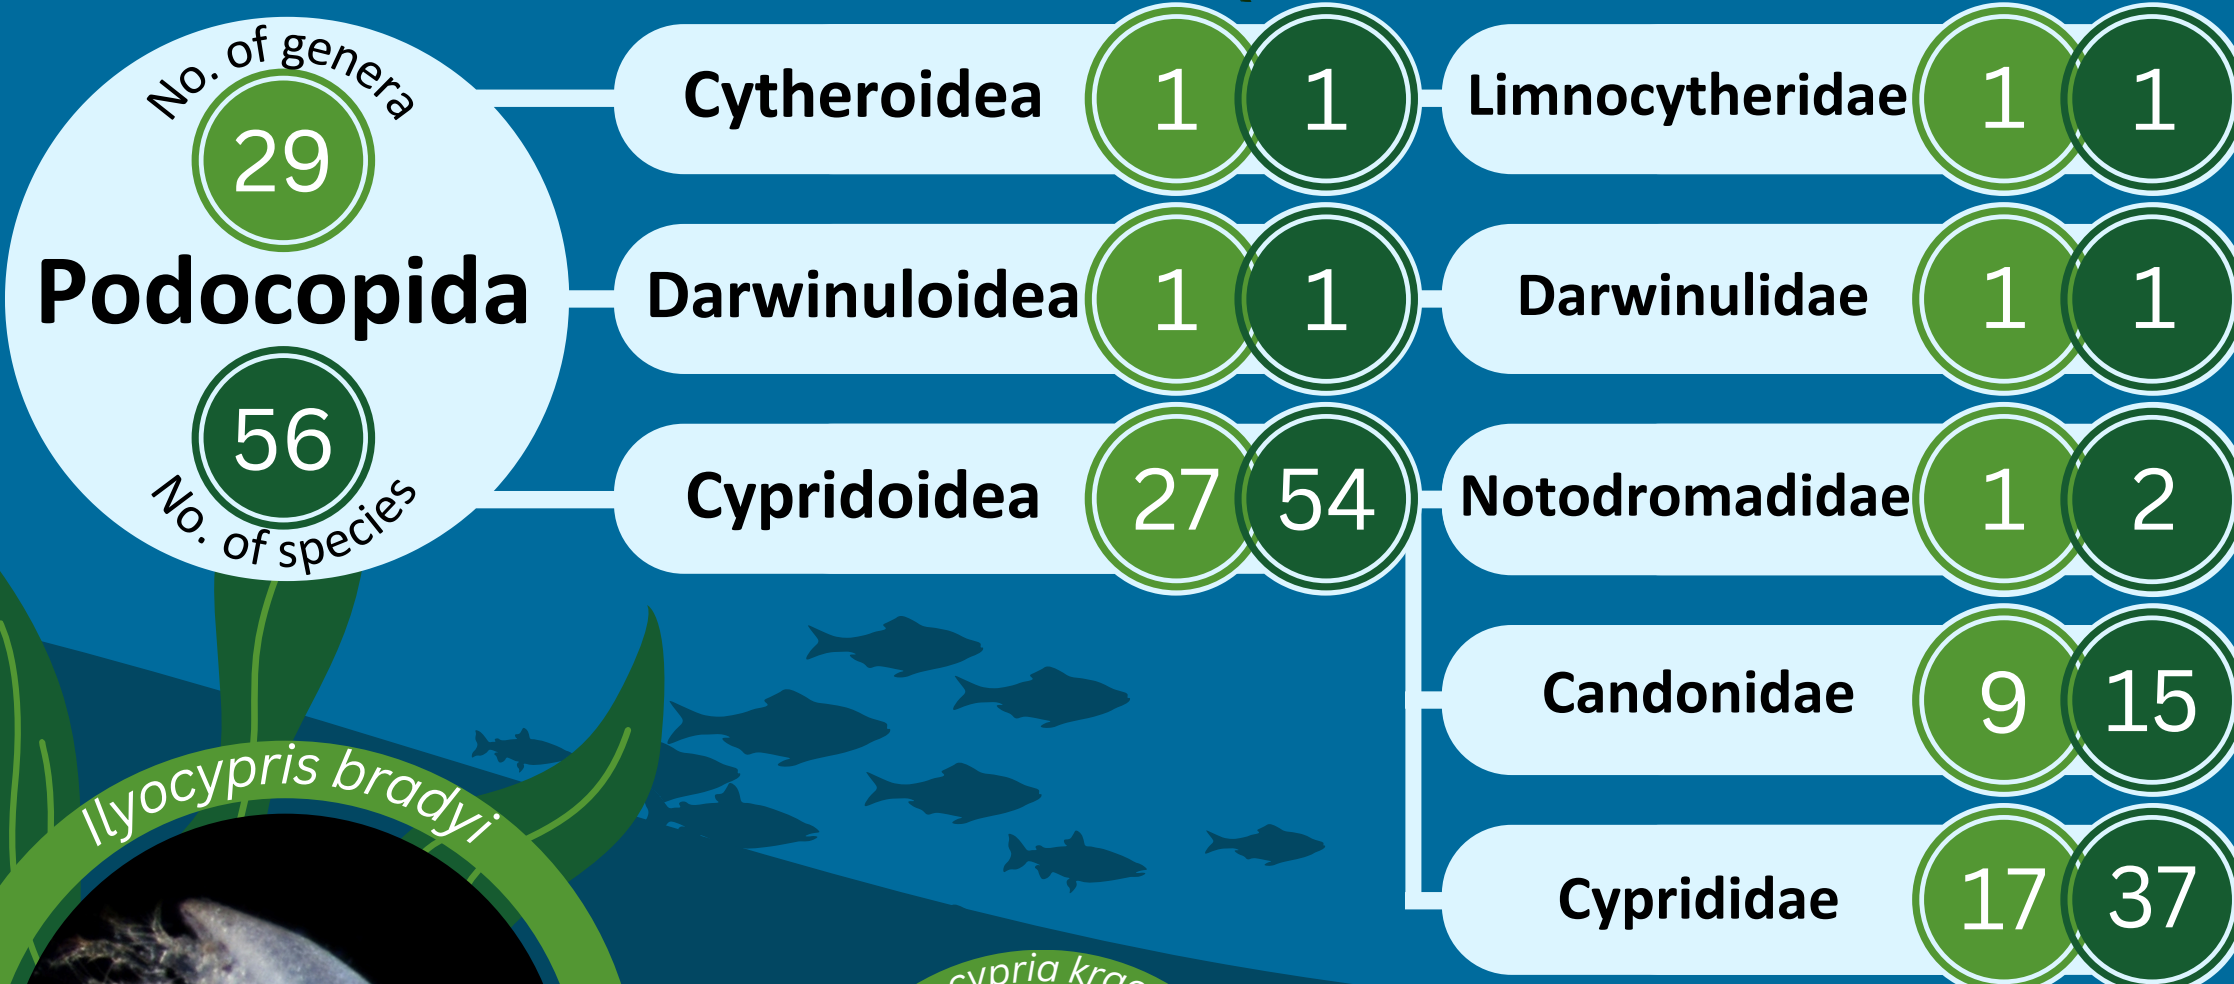 No. of genera
29
Podocopida
56
No. of species
Cytheroidea 1 1 Limnocytheridae 1 1
Darwinuloidea 1 1 Darwinulidae 1 1
Cypridoidea 27 54 Notodromadidae 1 2
Candonidae 9 15
Cyprididae 17 37
Ilyocypris bradyi
cypria